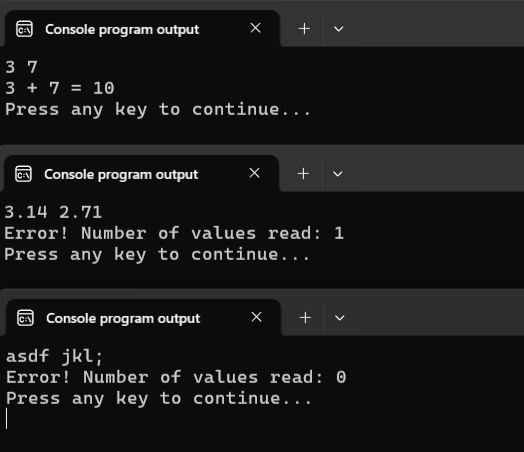 Console program output
3 7
3 + 7 = 10
Press any key to continue...
Console program output
3.14 2.71
Error! Number of values read: 1
Press any key to continue...
Console program output
asdf jkl;
Error! Number of values read: 0
Press any key to continue...